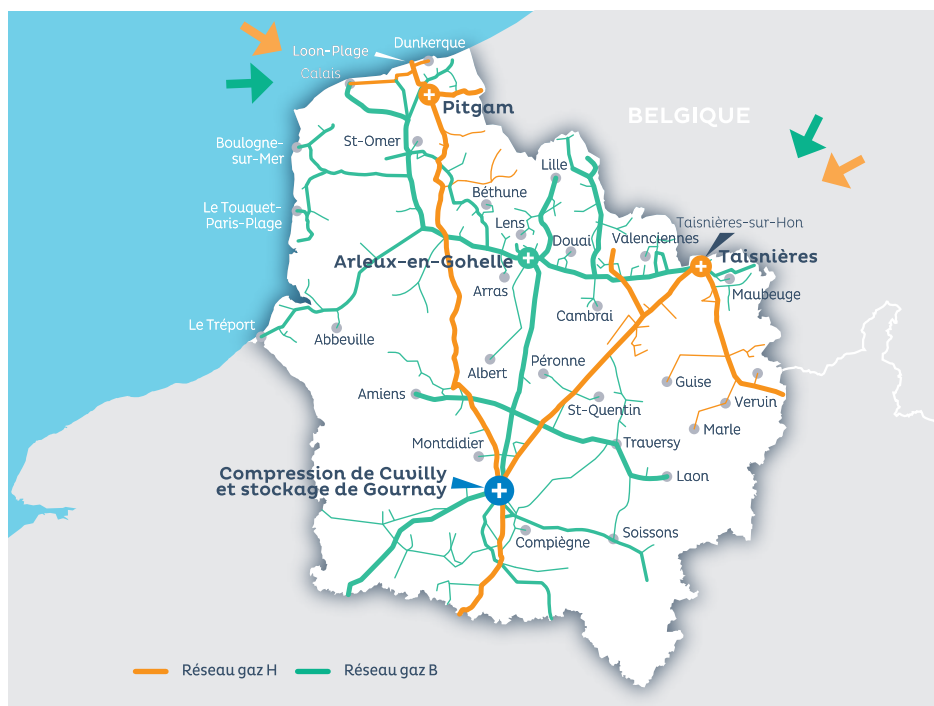 Dunkerque
Loon-Plage
Calais
Pitgam
BELGIQUE
Boulogne-
sur-Mer
St-Omer
Lille
Béthune
Le Touquet-
Paris-Plage
Lens
Taisnières-sur-Hon
Douai
Valenciennes
Arleux-en-Gohelle
Taisnières
Arras
Maubeuge
Cambrai
Le Tréport
Abbeville
Péronne
Albert
Guise
Amiens
St-Quentin
Vervin
Marle
Montdidier
Traversy
Compression de Cuvilly
et stockage de Gournay
Laon
Soissons
Compiègne
Réseau gaz H
Réseau gaz B